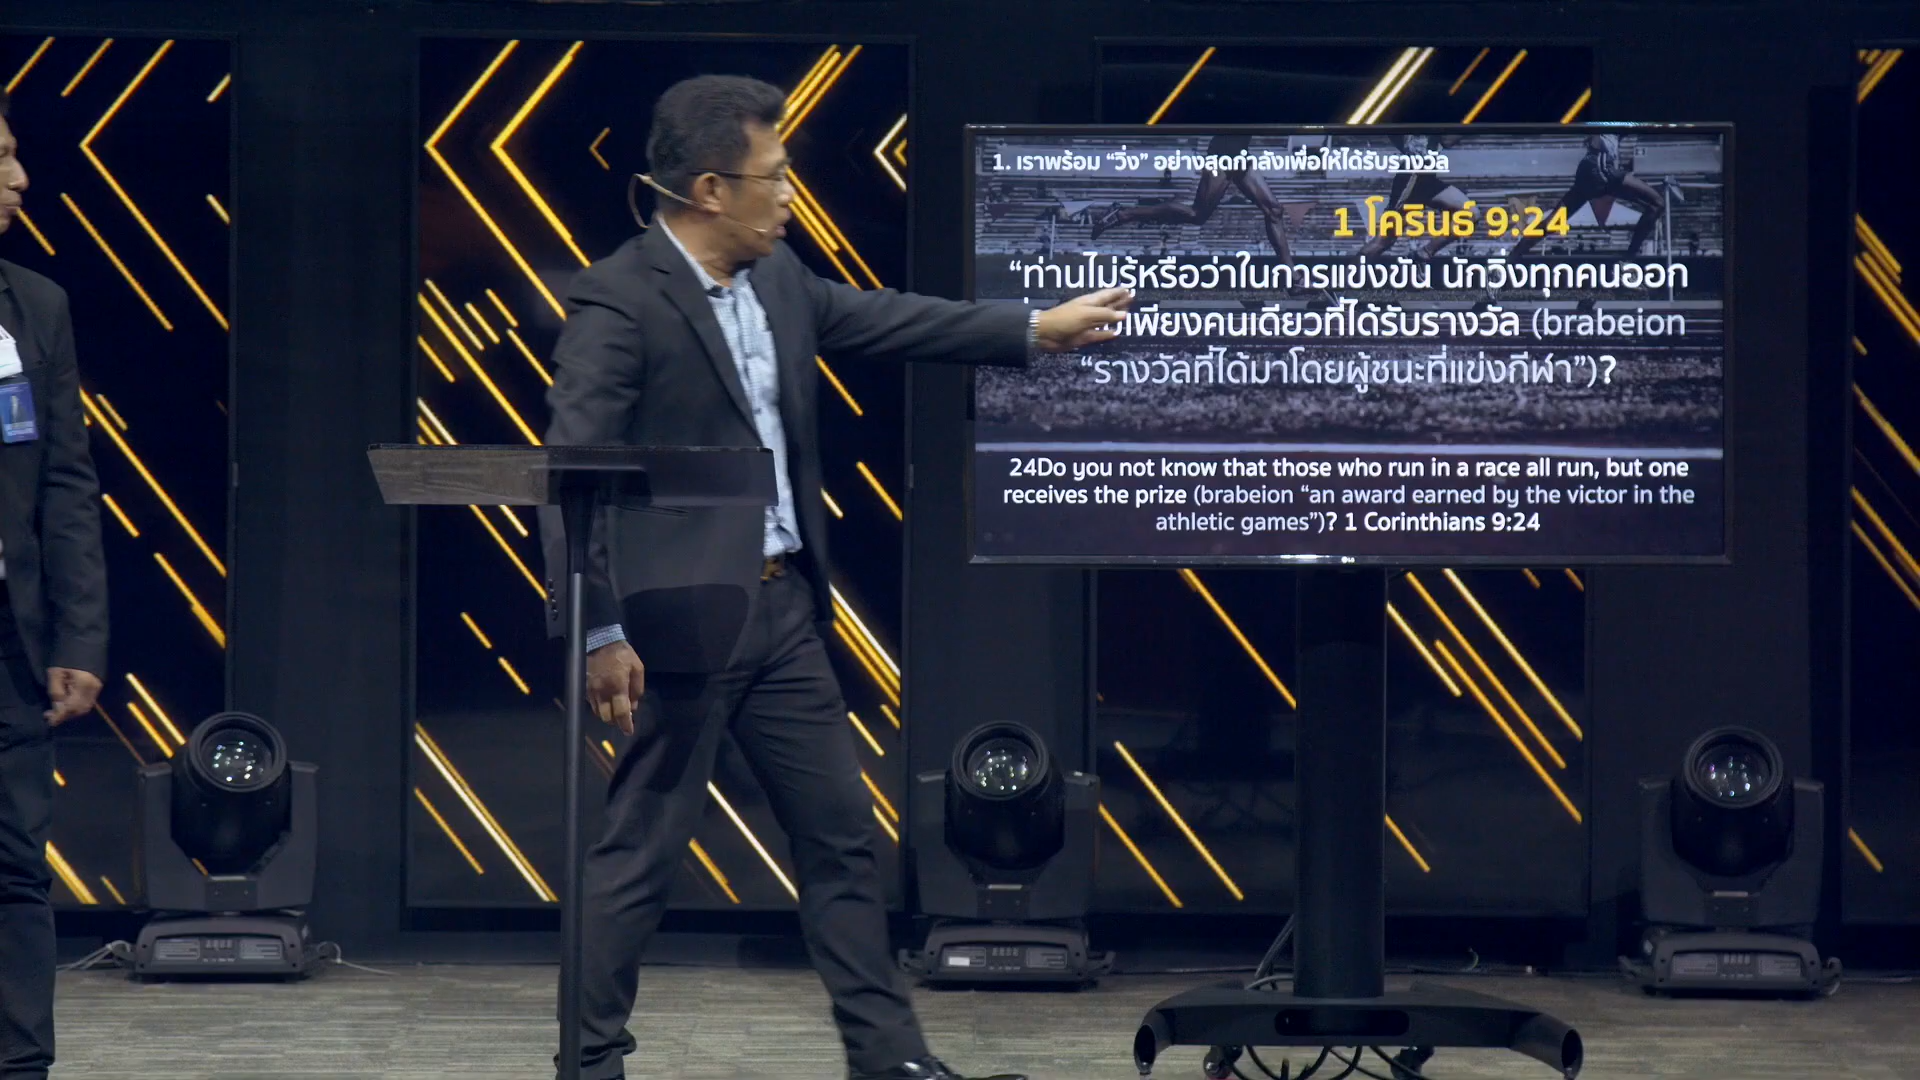 1. เราพร้อม “วิ่ง” อย่างสุดกำลังเพื่อให้ได้รับรางวัล
1 โครินธ์ 9:24
“ท่านไม่รู้หรือว่าในการแข่งขัน นักวิ่งทุกคนออก
เพียงคนเดียวที่ได้รับรางวัล (brabeion
“รางวัลที่ได้มาโดยผู้ชนะที่แข่งกีฬา”)?
24Do you not know that those who run in a race all run, but one
receives the prize (brabeion “an award earned by the victor in the
athletic games”)? 1 Corinthians 9:24
LG